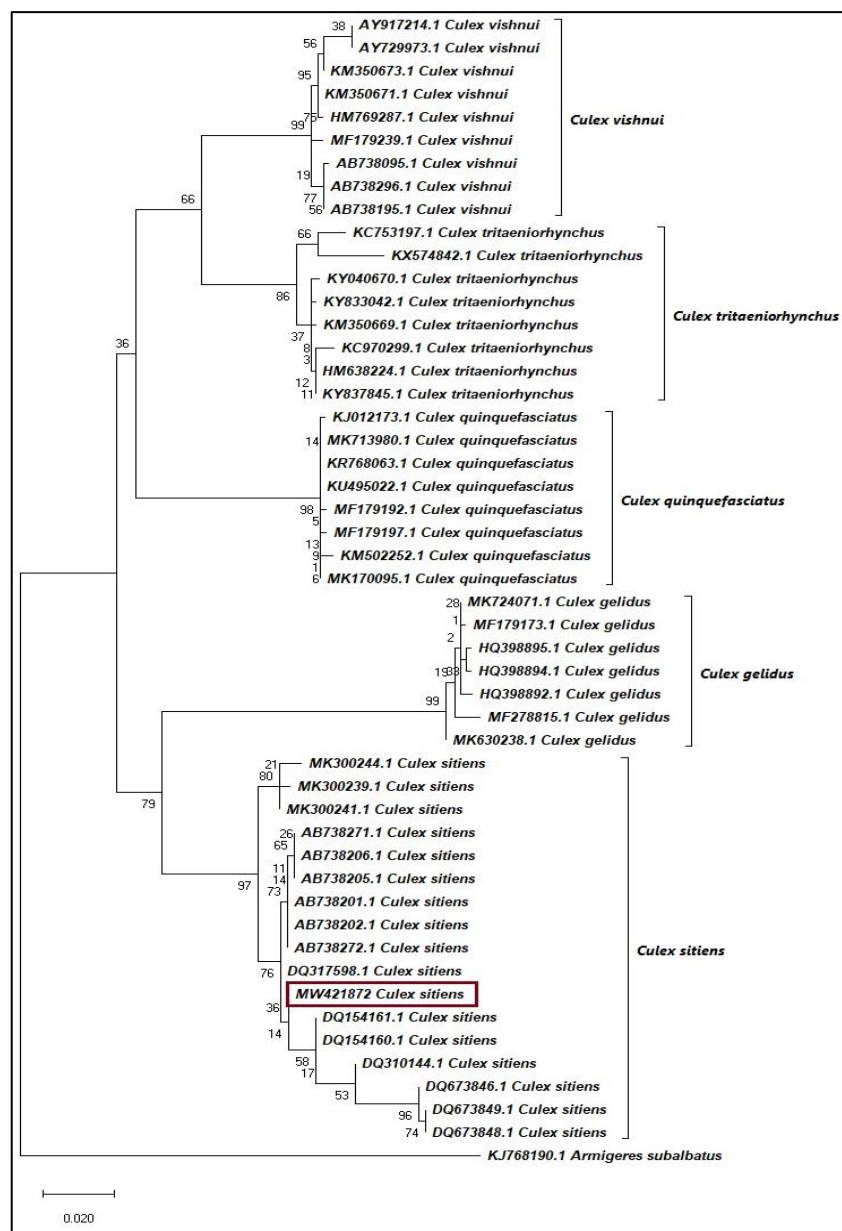 38
AY917214.1 Culex vishnui
AY729973.1 Culex vishnui
56
KM350673.1 Culex vishnui
95
KM350671.1 Culex vishnui
75
HM769287.1 Culex vishnui
99
MF179239.1 Culex vishnui
AB738095.1 Culex vishnui
19
AB738296.1 Culex vishnui
77
56
AB738195.1 Culex vishnui
Culex vishnui
66
66
KC753197.1 Culex tritaeniorhynchus
KX574842.1 Culex tritaeniorhynchus
86
KY040670.1 Culex tritaeniorhynchus
KY833042.1 Culex tritaeniorhynchus
KM350669.1 Culex tritaeniorhynchus
37
8
KC970299.1 Culex tritaeniorhynchus
3
HM638224.1 Culex tritaeniorhynchus
12
11
KY837845.1 Culex tritaeniorhynchus
Culex tritaeniorhynchus
36
KJ012173.1 Culex quinquefasciatus
14
MK713980.1 Culex quinquefasciatus
KR768063.1 Culex quinquefasciatus
KU495022.1 Culex quinquefasciatus
98
MF179192.1 Culex quinquefasciatus
5
MF179197.1 Culex quinquefasciatus
13
9
KM502252.1 Culex quinquefasciatus
1
6
MK170095.1 Culex quinquefasciatus
Culex quinquefasciatus
28
MK724071.1 Culex gelidus
1
MF179173.1 Culex gelidus
2
HQ398895.1 Culex gelidus
19
33
HQ398894.1 Culex gelidus
99
HQ398892.1 Culex gelidus
MF278815.1 Culex gelidus
MK630238.1 Culex gelidus
Culex gelidus
79
21
MK300244.1 Culex sitiens
80
MK300239.1 Culex sitiens
MK300241.1 Culex sitiens
97
26
AB738271.1 Culex sitiens
65
AB738206.1 Culex sitiens
11
14
AB738205.1 Culex sitiens
73
AB738201.1 Culex sitiens
AB738202.1 Culex sitiens
AB738272.1 Culex sitiens
76
DQ317598.1 Culex sitiens
MW421872 Culex sitiens
36
14
DQ154161.1 Culex sitiens
DQ154160.1 Culex sitiens
58
17
DQ310144.1 Culex sitiens
53
DQ673846.1 Culex sitiens
96
DQ673849.1 Culex sitiens
74
DQ673848.1 Culex sitiens
Culex sitiens
KJ768190.1 Armigeres subalbatus
0.020